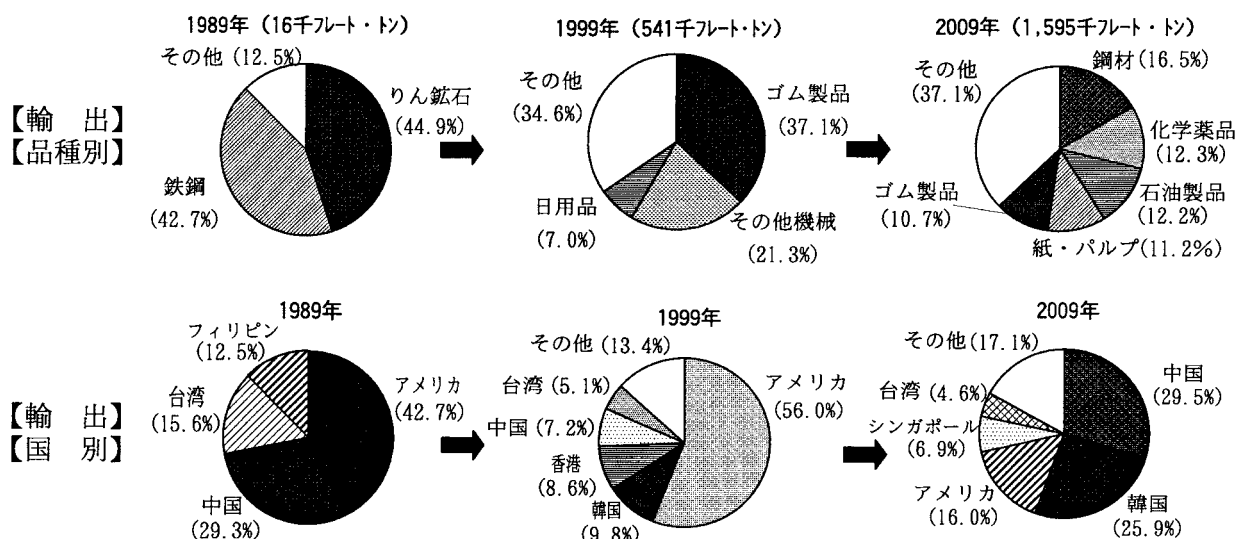 1989年（16千フレート・トン）
その他 (12.5%)
りん鉱石
(44.9%)
鉄鋼
(42.7%)
1999年（541千フレート・トン）
その他
(34.6%)
ゴム製品
(37.1%)
日用品
(7.0%)
その他機械
(21.3%)
2009年（1,595千フレート・トン）
その他
(37.1%)
鋼材(16.5%)
化学薬品
(12.3%)
ゴム製品
(10.7%)
石油製品
(12.2%)
紙・パルプ(11.2%)
【輸　出】
【品種別】
1989年
フィリピン
(12.5%)
台湾
(15.6%)
アメリカ
(42.7%)
中国
(29.3%)
1999年
その他 (13.4%)
台湾 (5.1%)
アメリカ
(56.0%)
中国 (7.2%)
香港
(8.6%)
韓国
(9.8%)
2009年
その他(17.1%)
中国
(29.5%)
台湾 (4.6%)
シンガポール
(6.9%)
アメリカ
(16.0%)
韓国
(25.9%)
【輸　出】
【国　別】